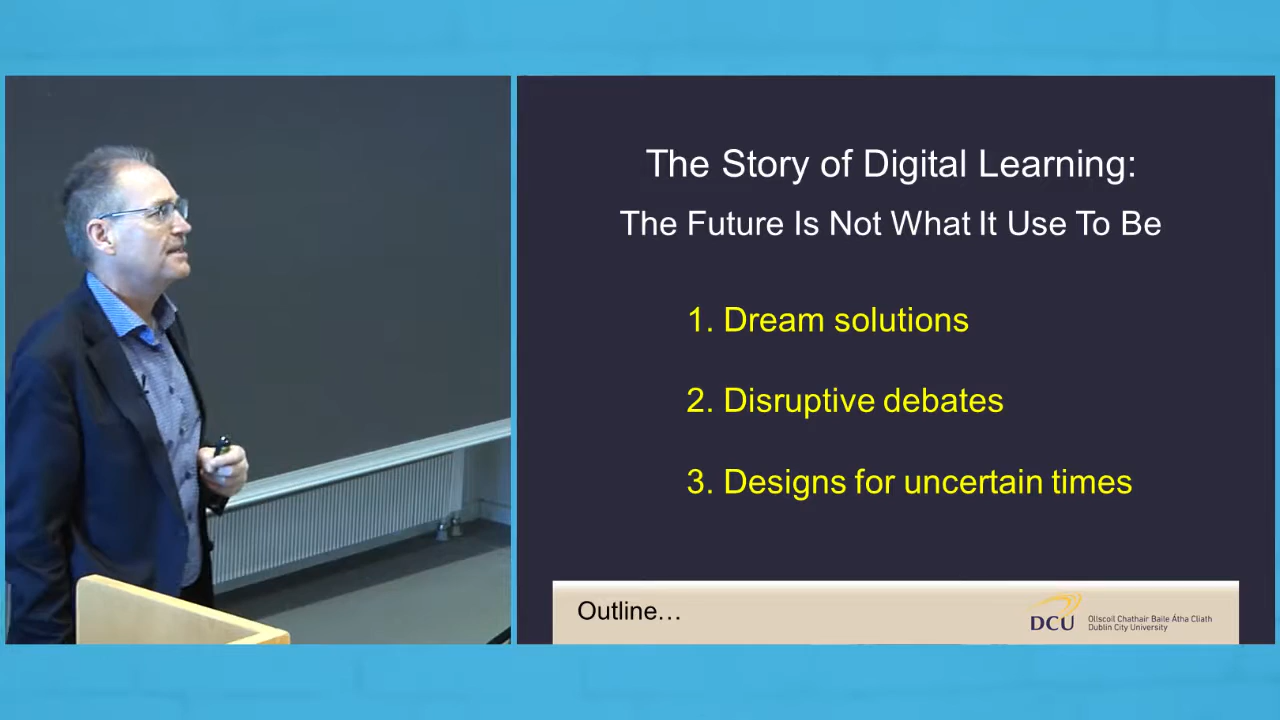 The Story of Digital Learning:
The Future Is Not What It Use To Be
1. Dream solutions
2. Disruptive debates
3. Designs for uncertain times
Outline…
DCU
Ollscoil Chathair Baile Átha Cliath
Dublin City University